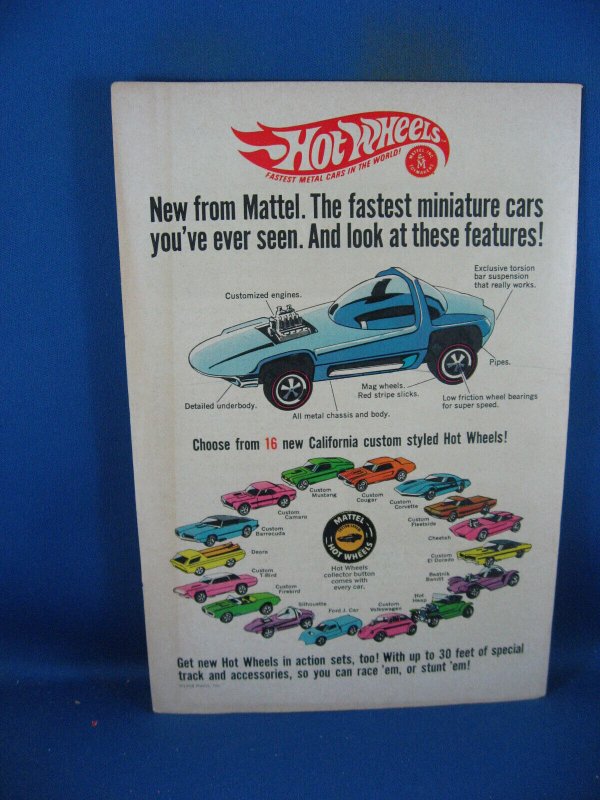 Hot Wheels
FASTEST METAL CARS IN THE WORLD!
MATTEL, INC.
M
TOYMAKERS
New from Mattel. The fastest miniature cars
you've ever seen. And look at these features!
Exclusive torsion
bar suspension
that really works.
Customized engines.
Pipes.
Mag wheels.
Red stripe slicks.
Low friction wheel bearings
for super speed.
Detailed underbody.
All metal chassis and body.
Choose from 16 new California custom styled Hot Wheels!
Custom
Mustang
Custom
Cougar
Custom
Corvette
Custom
Camaro
Custom
Fleetside
Custom
Barracuda
Cheetah
Deora
Custom
El Dorado
Custom
T-Bird
Beatnik
Bandit
Custom
Firebird
Hot
Heap
Silhouette
Ford J. Car
Custom
Volkswagen
MATTEL
HOT WHEELS
Hot Wheels
collector button
comes with
every car.
Get new Hot Wheels in action sets, too! With up to 30 feet of special
track and accessories, so you can race 'em, or stunt 'em!